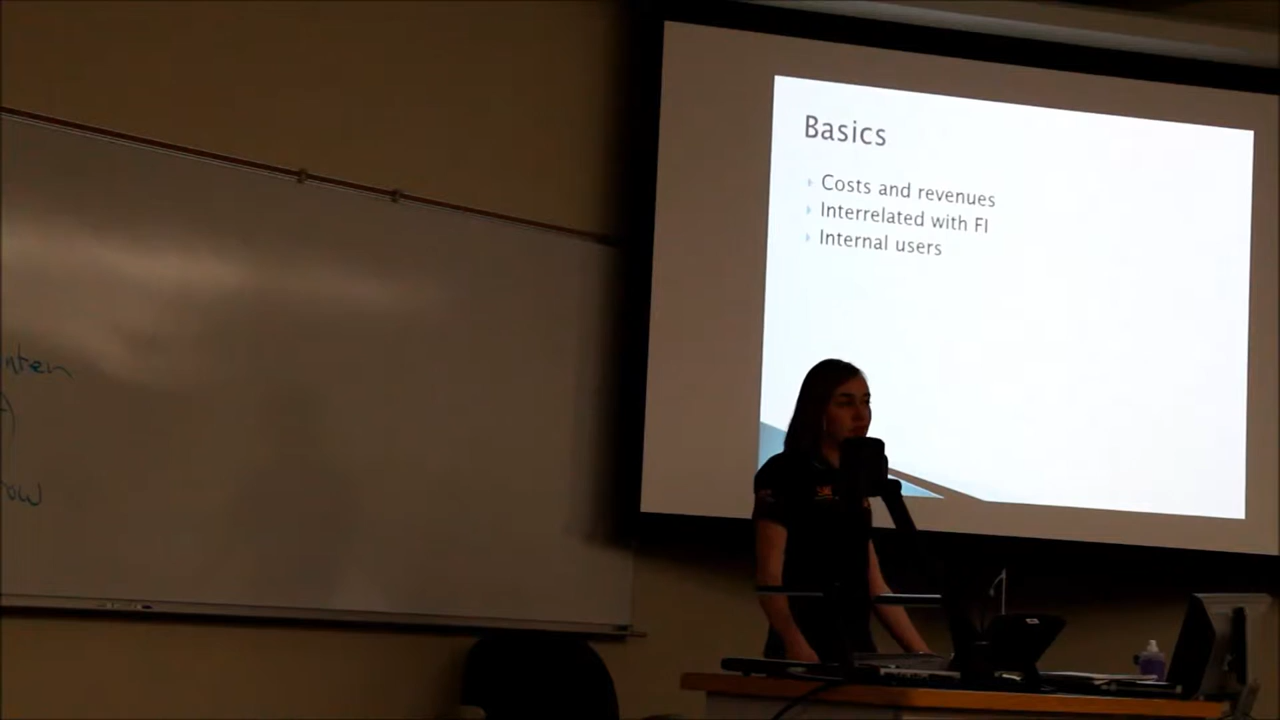 Basics
Costs and revenues
Interrelated with FI
Internal users